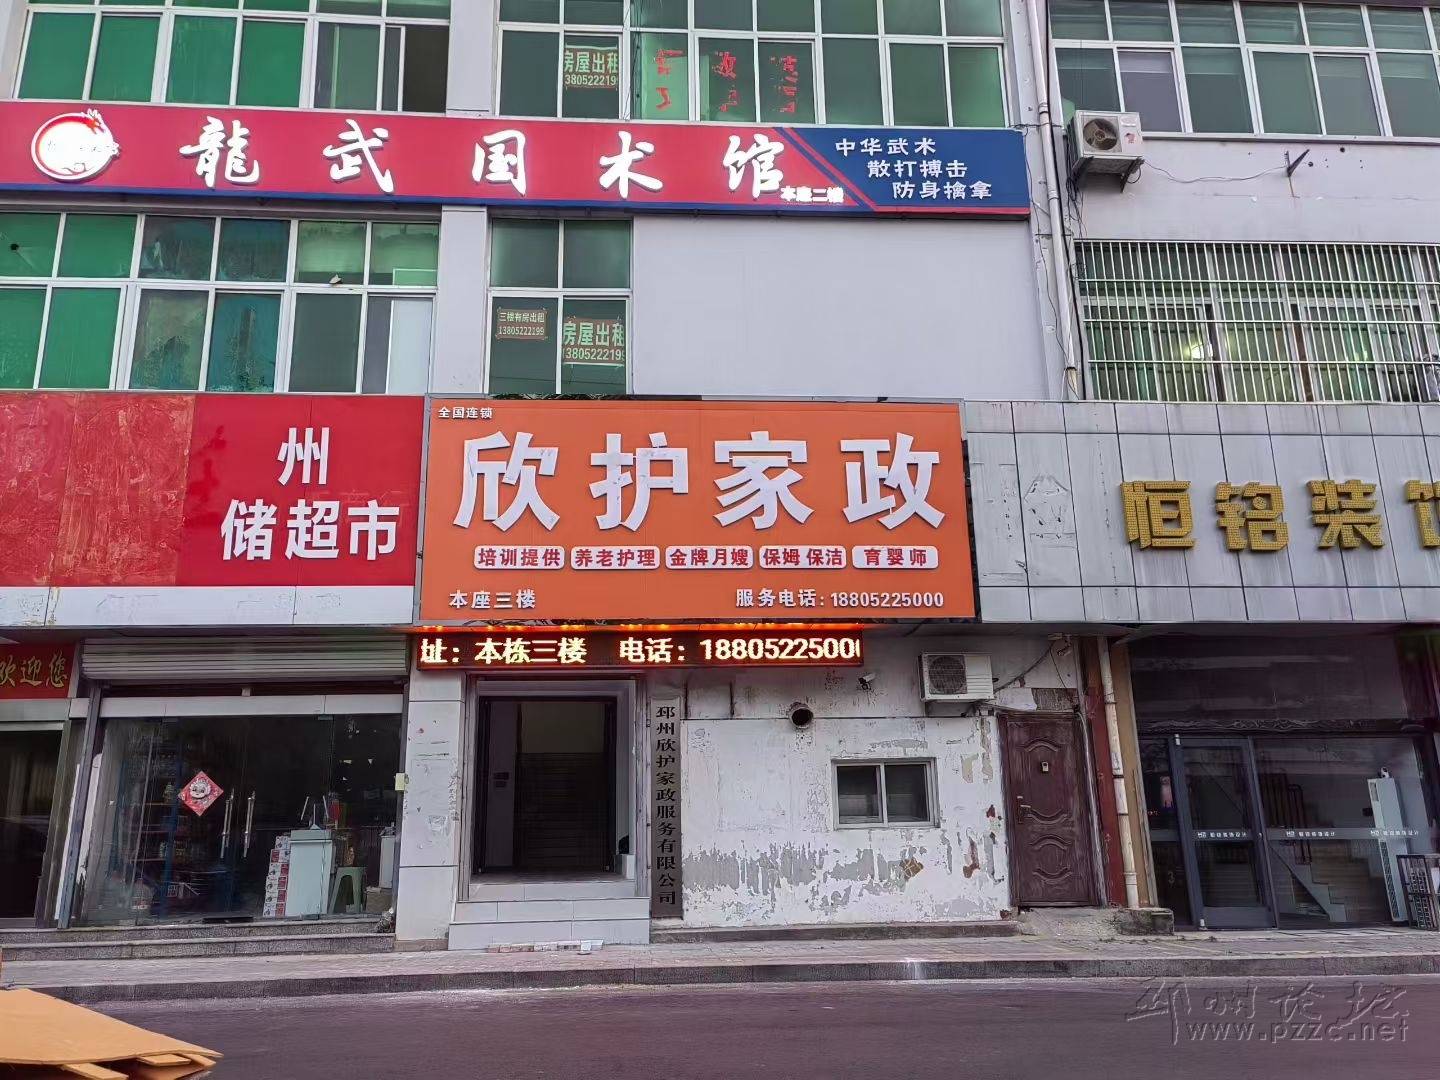 房屋出租
13805222199
龍武国术馆
本座二楼
中华武术
散打搏击
防身擒拿
三楼有房出租
13805222199
房屋出租
13805222199
州
储超市
全国连锁
欣护家政
培训提供 养老护理 金牌月嫂 保姆保洁 育婴师
本座三楼 服务电话:18805225000
恒铭装饰
址：本栋三楼 电话：18805225000
欢迎您
邳州欣护家政服务有限公司
邳州论坛
www.pzzc.net